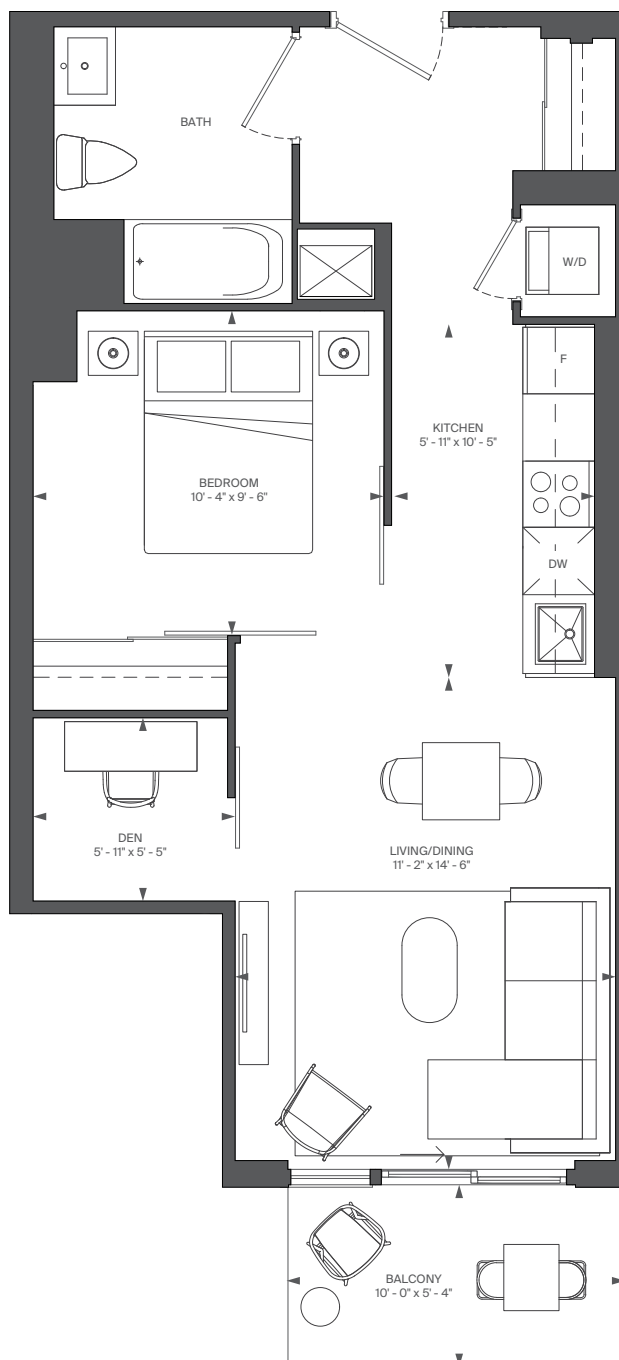 BATH
W/D
F
KITCHEN
5' - 11" x 10' - 5"
BEDROOM
10' - 4" x 9' - 6"
DW
DEN
5' - 11" x 5' - 5"
LIVING/DINING
11' - 2" x 14' - 6"
BALCONY
10' - 0" x 5' - 4"